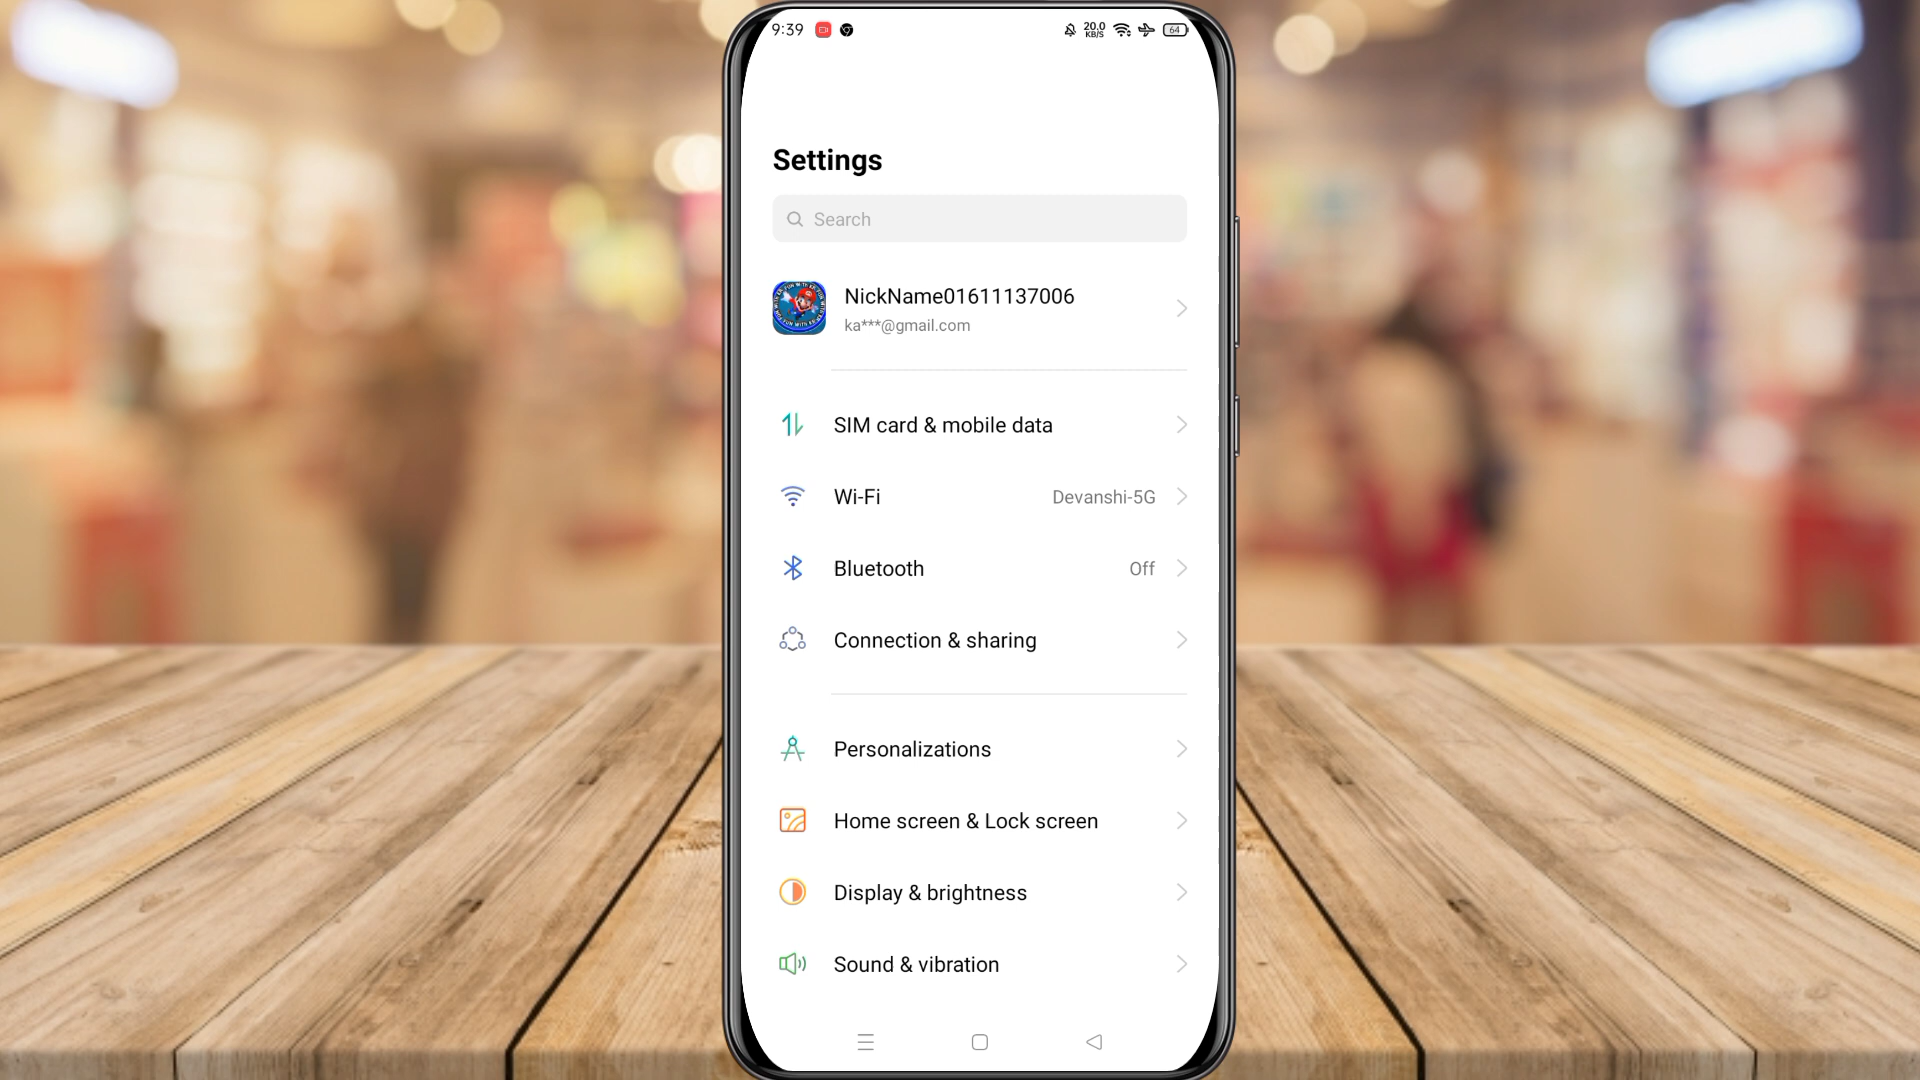 9:39
20.0
KB/S
64
Settings
Search
NickName01611137006
ka***@gmail.com
SIM card & mobile data
Wi-Fi Devanshi-5G
Bluetooth Off
Connection & sharing
Personalizations
Home screen & Lock screen
Display & brightness
Sound & vibration